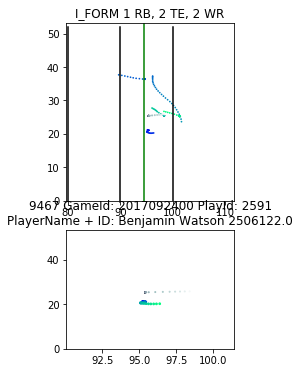 I_FORM 1 RB, 2 TE, 2 WR
50
40
30
20
10
0
80 90 100 110
9467 GameId: 2017092400 PlayId: 2591
PlayerName + ID: Benjamin Watson 2506122.0
40
20
0
92.5 95.0 97.5 100.0